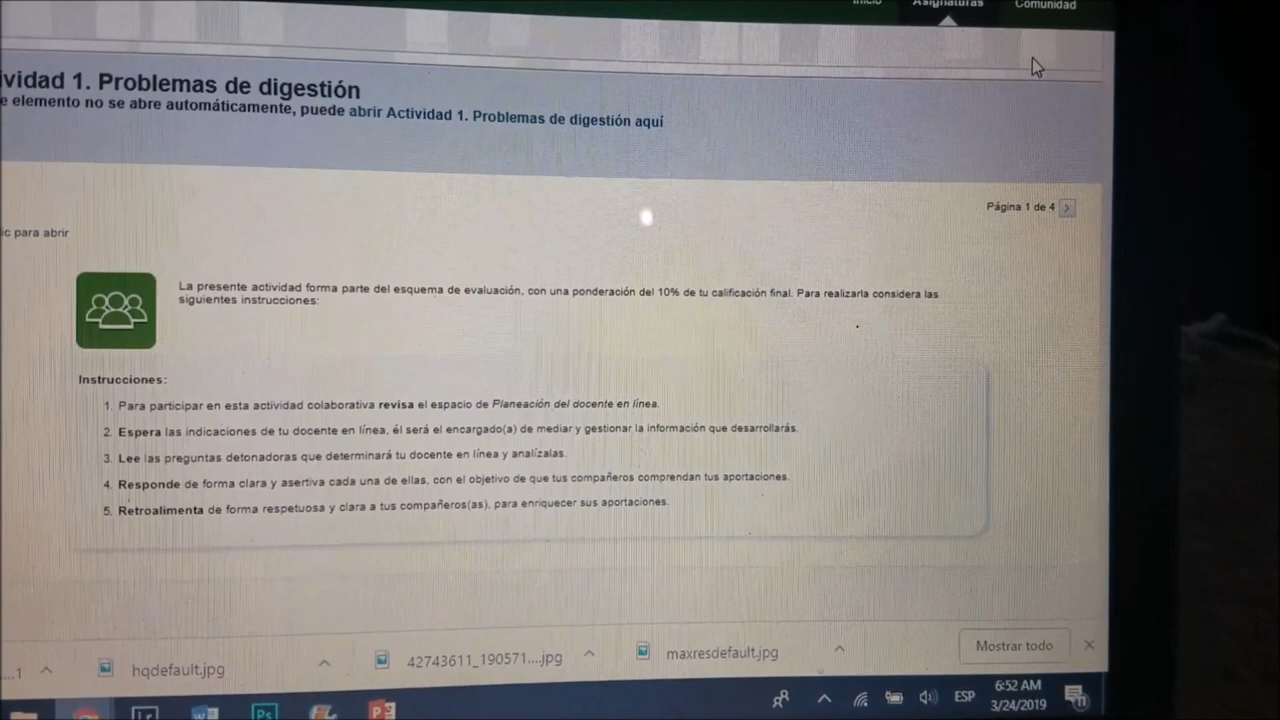 Inicio Asignaturas Comunidad
ividad 1. Problemas de digestión
e elemento no se abre automáticamente, puede abrir Actividad 1. Problemas de digestión aquí
Página 1 de 4 >
ic para abrir
La presente actividad forma parte del esquema de evaluación, con una ponderación del 10% de tu calificación final. Para realizarla considera las
siguientes instrucciones:
Instrucciones:
1. Para participar en esta actividad colaborativa revisa el espacio de Planeación del docente en línea.
2. Espera las indicaciones de tu docente en línea, él será el encargado(a) de mediar y gestionar la información que desarrollarás.
3. Lee las preguntas detonadoras que determinará tu docente en línea y analízalas.
4. Responde de forma clara y asertiva cada una de ellas, con el objetivo de que tus compañeros comprendan tus aportaciones.
5. Retroalimenta de forma respetuosa y clara a tus compañeros(as), para enriquecer sus aportaciones.
....1 hqdefault.jpg 42743611_190571....jpg maxresdefault.jpg Mostrar todo
Lr W Ps P ESP 6:52 AM 11
3/24/2019